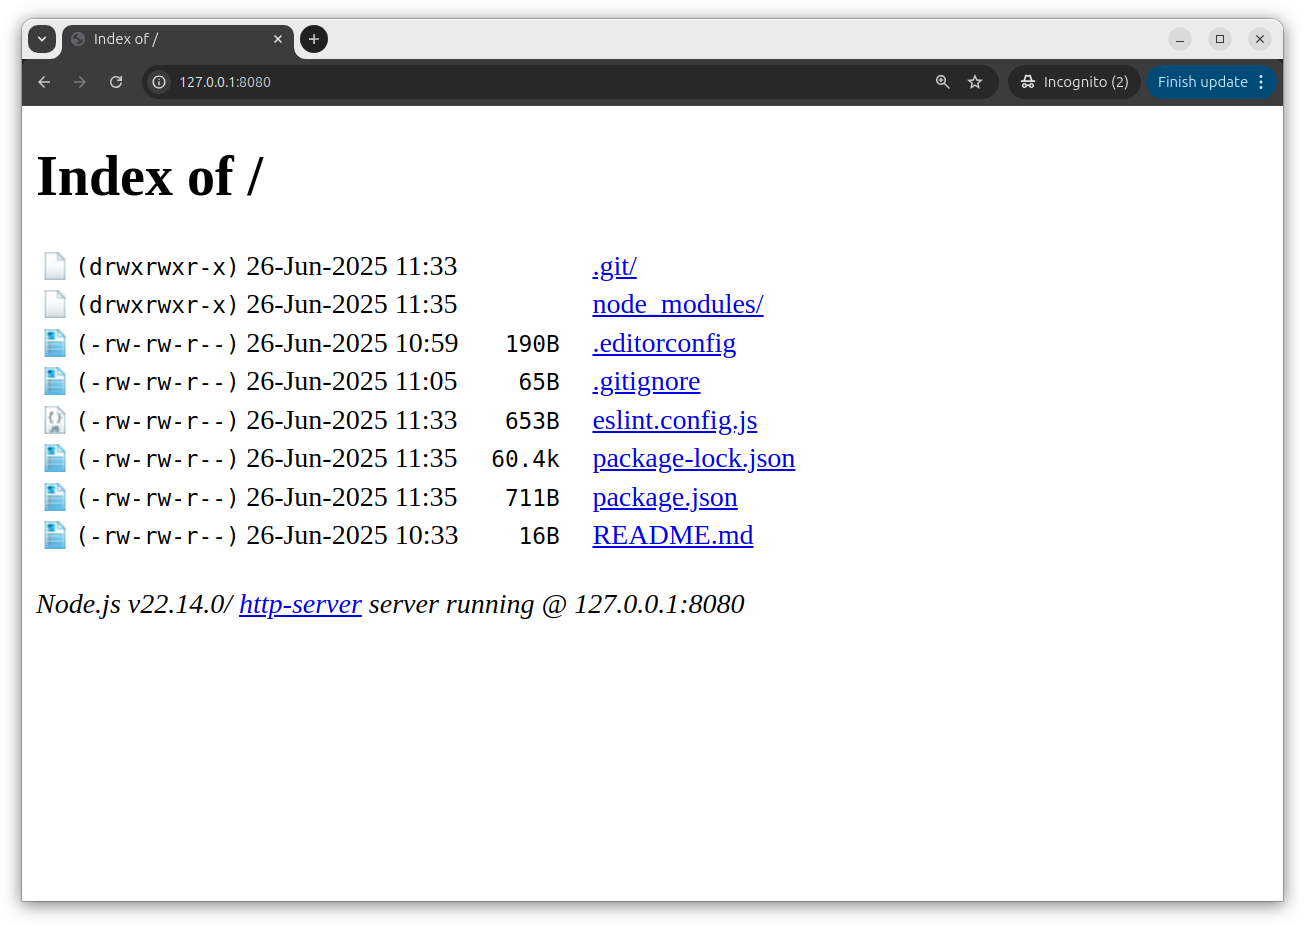 Index of /
127.0.0.1:8080
Incognito (2)
Finish update
Index of /
(drwxrwxr-x) 26-Jun-2025 11:33 .git/
(drwxrwxr-x) 26-Jun-2025 11:35 node_modules/
(-rw-rw-r--) 26-Jun-2025 10:59 190B .editorconfig
(-rw-rw-r--) 26-Jun-2025 11:05 65B .gitignore
(-rw-rw-r--) 26-Jun-2025 11:33 653B eslint.config.js
(-rw-rw-r--) 26-Jun-2025 11:35 60.4k package-lock.json
(-rw-rw-r--) 26-Jun-2025 11:35 711B package.json
(-rw-rw-r--) 26-Jun-2025 10:33 16B README.md
Node.js v22.14.0/ http-server server running @ 127.0.0.1:8080